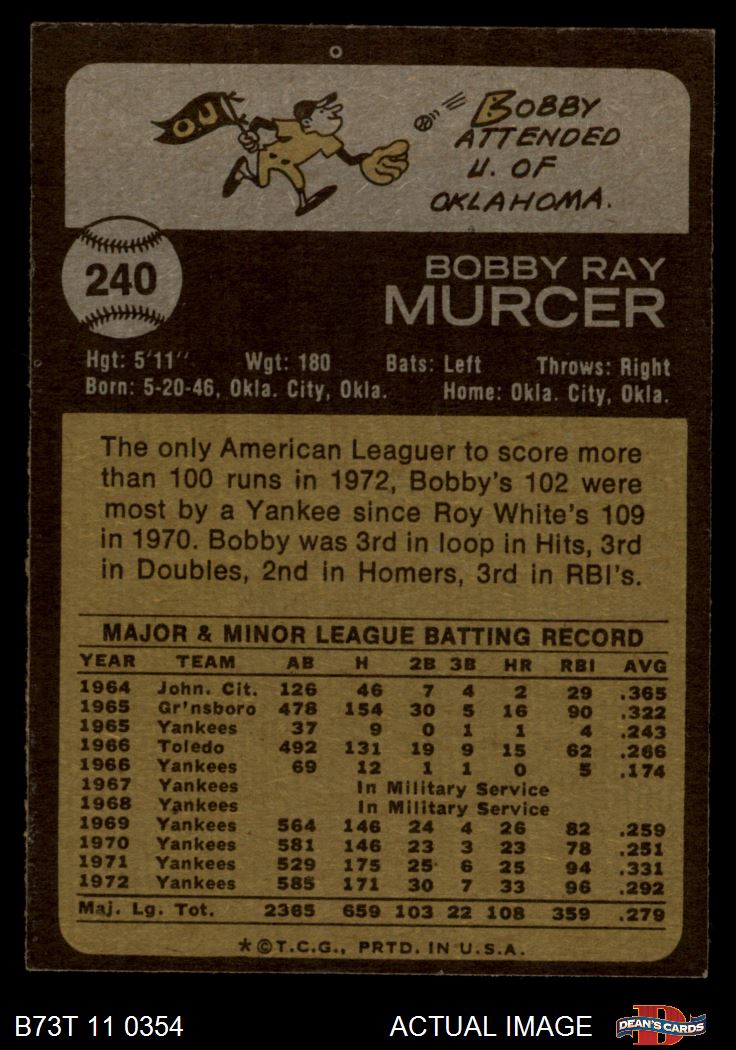 OU
BOBBY
ATTENDED
U. OF
OKLAHOMA.
240
BOBBY RAY
MURCER
Hgt: 5'11" Wgt: 180 Bats: Left Throws: Right
Born: 5-20-46, Okla. City, Okla. Home: Okla. City, Okla.
The only American Leaguer to score more
than 100 runs in 1972, Bobby's 102 were
most by a Yankee since Roy White's 109
in 1970. Bobby was 3rd in loop in Hits, 3rd
in Doubles, 2nd in Homers, 3rd in RBI's.
MAJOR & MINOR LEAGUE BATTING RECORD
YEAR TEAM AB H 2B 3B HR RBI AVG
1964 John. Cit. 126 46 7 4 2 29 .365
1965 Gr'nsboro 478 154 30 5 16 90 .322
1965 Yankees 37 9 0 1 1 4 .243
1966 Toledo 492 131 19 9 15 62 .266
1966 Yankees 69 12 1 1 0 5 .174
1967 Yankees In Military Service
1968 Yankees In Military Service
1969 Yankees 564 146 24 4 26 82 .259
1970 Yankees 581 146 23 3 23 78 .251
1971 Yankees 529 175 25 6 25 94 .331
1972 Yankees 585 171 30 7 33 96 .292
Maj. Lg. Tot. 2365 659 103 22 108 359 .279
*©T.C.G., PRTD. IN U.S.A.
B73T 11 0354 ACTUAL IMAGE
D
DEAN'S CARDS